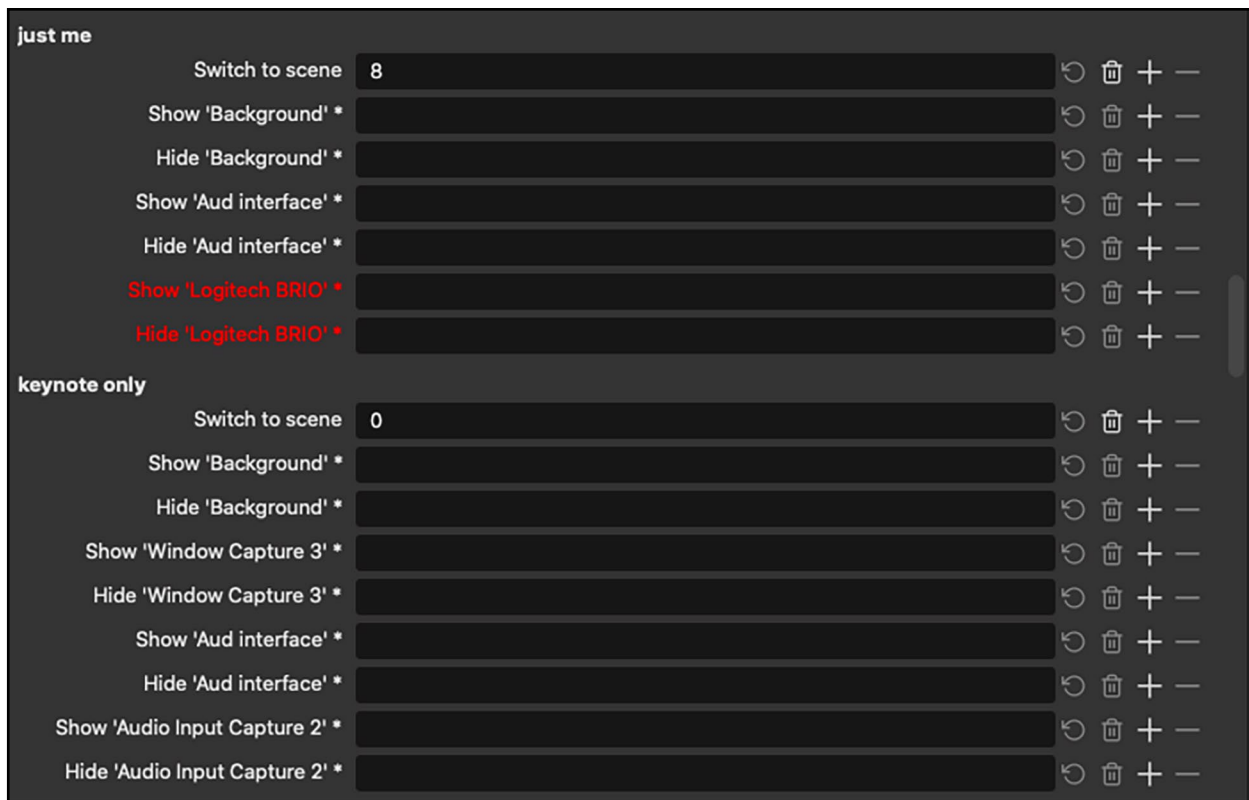 just me
Switch to scene 8
Show 'Background' *
Hide 'Background' *
Show 'Aud interface' *
Hide 'Aud interface' *
Show 'Logitech BRIO' *
Hide 'Logitech BRIO' *
keynote only
Switch to scene 0
Show 'Background' *
Hide 'Background' *
Show 'Window Capture 3' *
Hide 'Window Capture 3' *
Show 'Aud interface' *
Hide 'Aud interface' *
Show 'Audio Input Capture 2' *
Hide 'Audio Input Capture 2' *